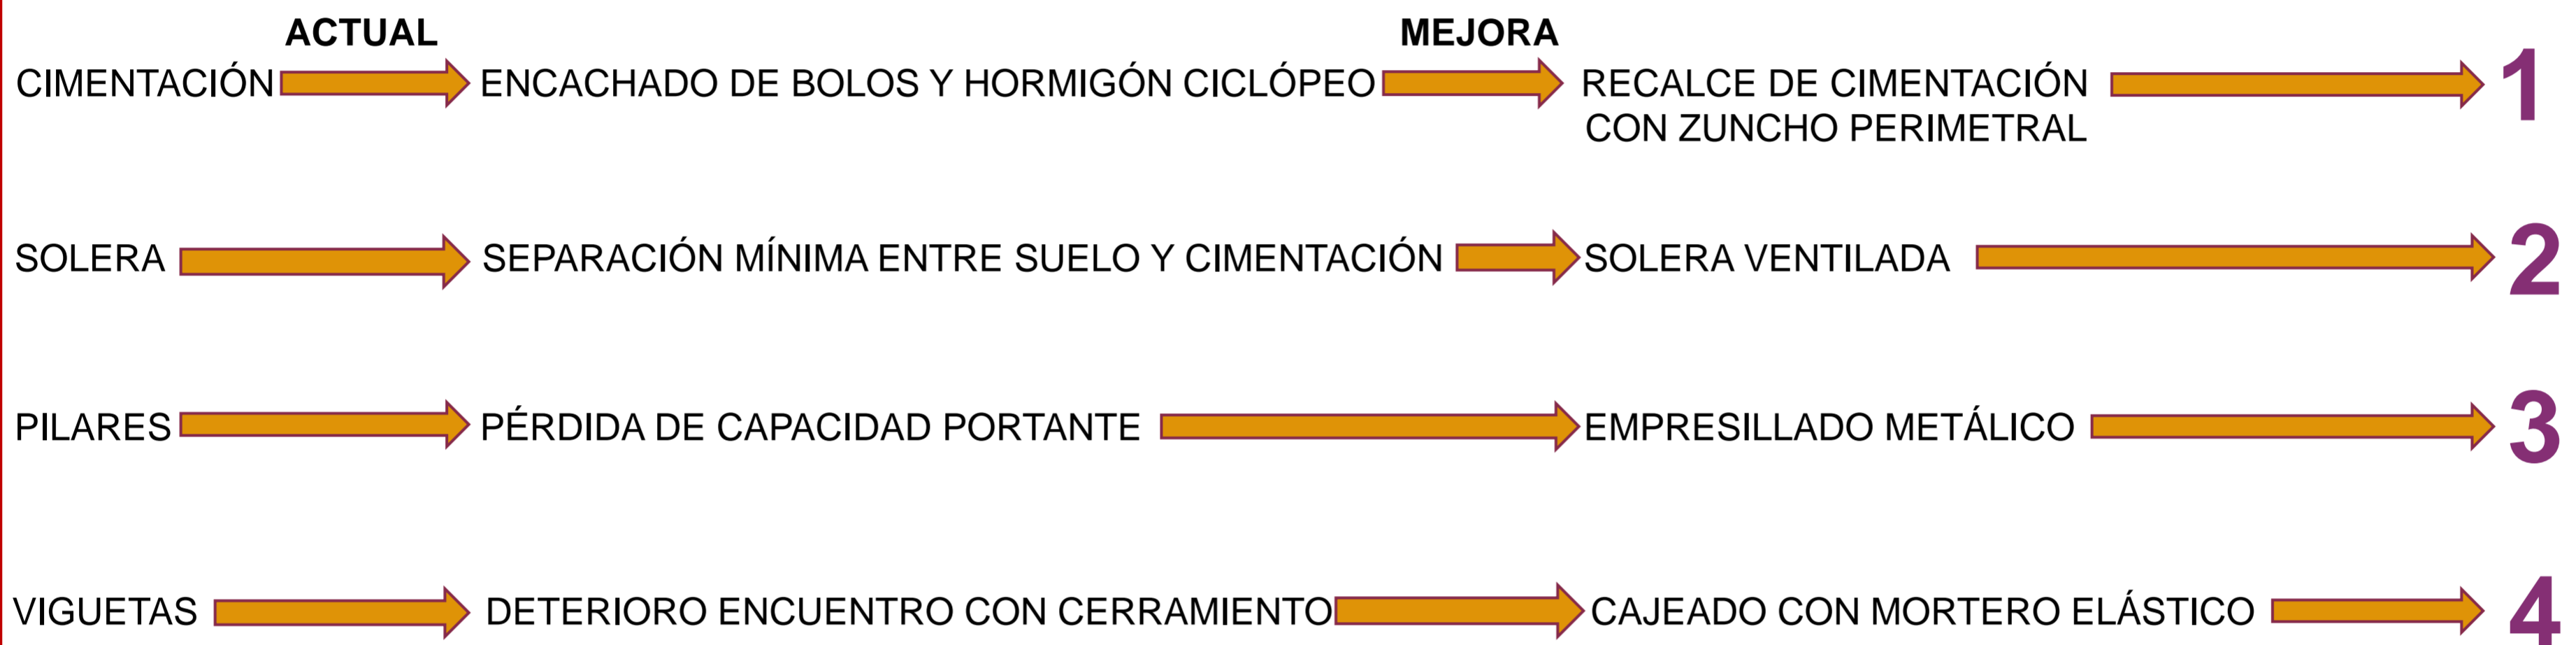 ACTUAL MEJORA
CIMENTACIÓN ENCACHADO DE BOLOS Y HORMIGÓN CICLÓPEO RECALCE DE CIMENTACIÓN 1
CON ZUNCHO PERIMETRAL
SOLERA SEPARACIÓN MÍNIMA ENTRE SUELO Y CIMENTACIÓN SOLERA VENTILADA 2
PILARES PÉRDIDA DE CAPACIDAD PORTANTE EMPRESILLADO METÁLICO 3
VIGUETAS DETERIORO ENCUENTRO CON CERRAMIENTO CAJEADO CON MORTERO ELÁSTICO 4